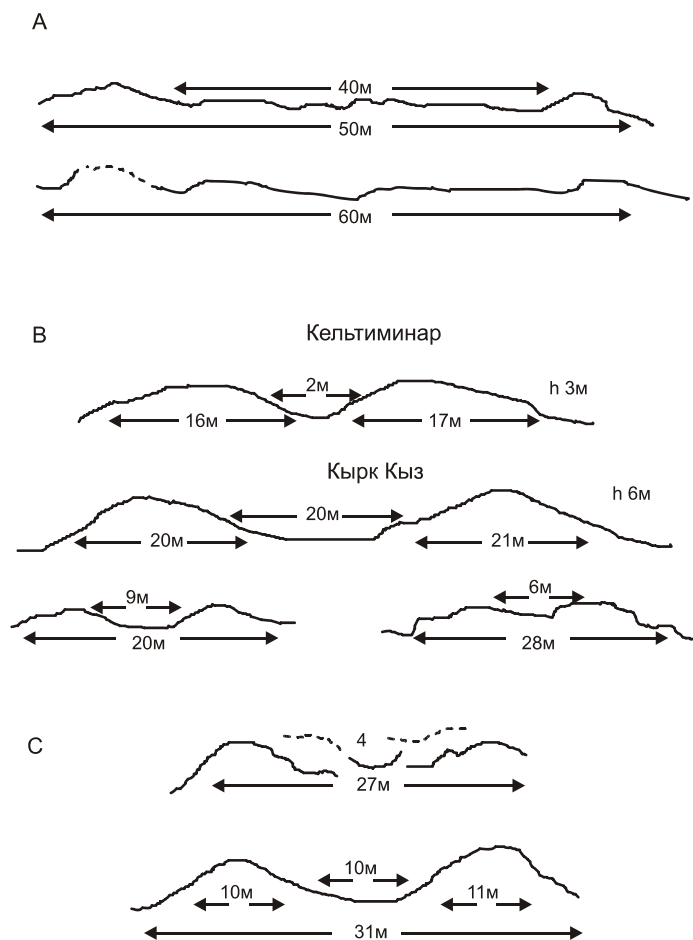 A
40м
50м
60м
B
Кельтиминар
2м
h 3м
16м
17м
Кырк Кыз
h 6м
20м
20м
21м
9м
6м
20м
28м
C
4
27м
10м
10м
11м
31м